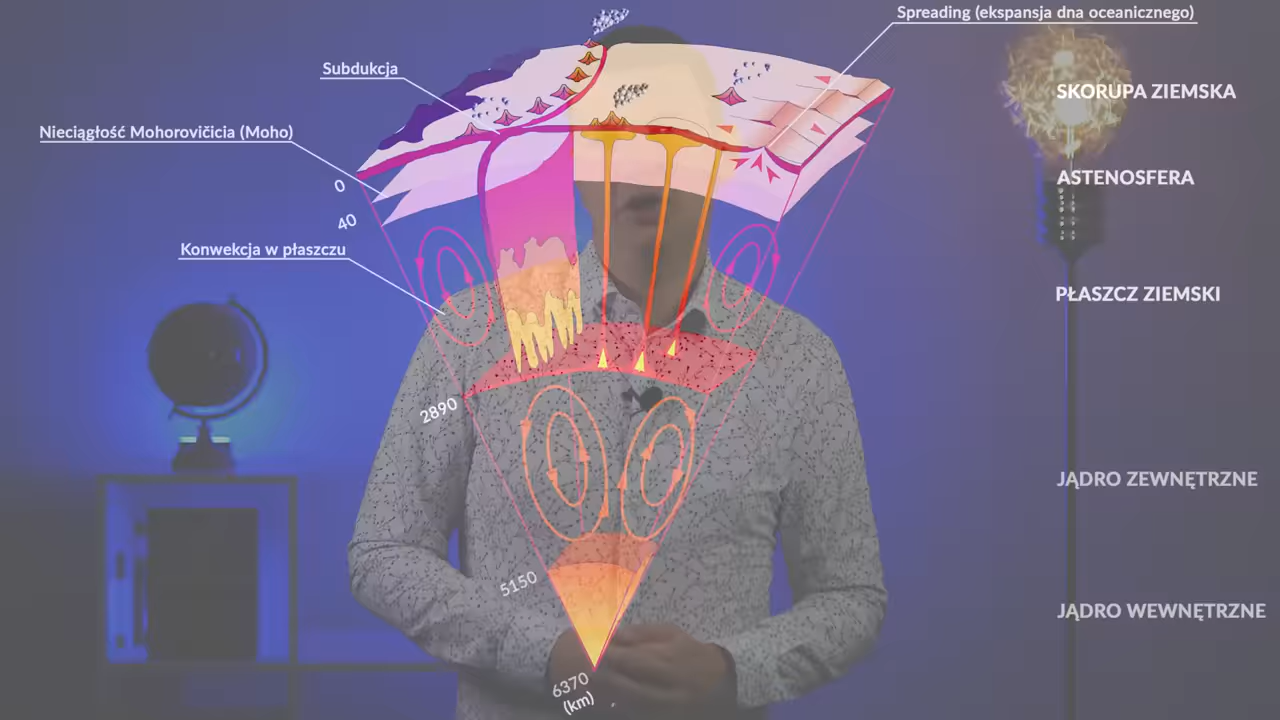 Spreading (ekspansja dna oceanicznego)
Subdukcja
SKORUPA ZIEMSKA
Nieciągłość Mohorovičicia (Moho)
ASTENOSFERA
0
40
Konwekcja w płaszczu
PŁASZCZ ZIEMSKI
2890
JĄDRO ZEWNĘTRZNE
5150
JĄDRO WEWNĘTRZNE
6370
(km)